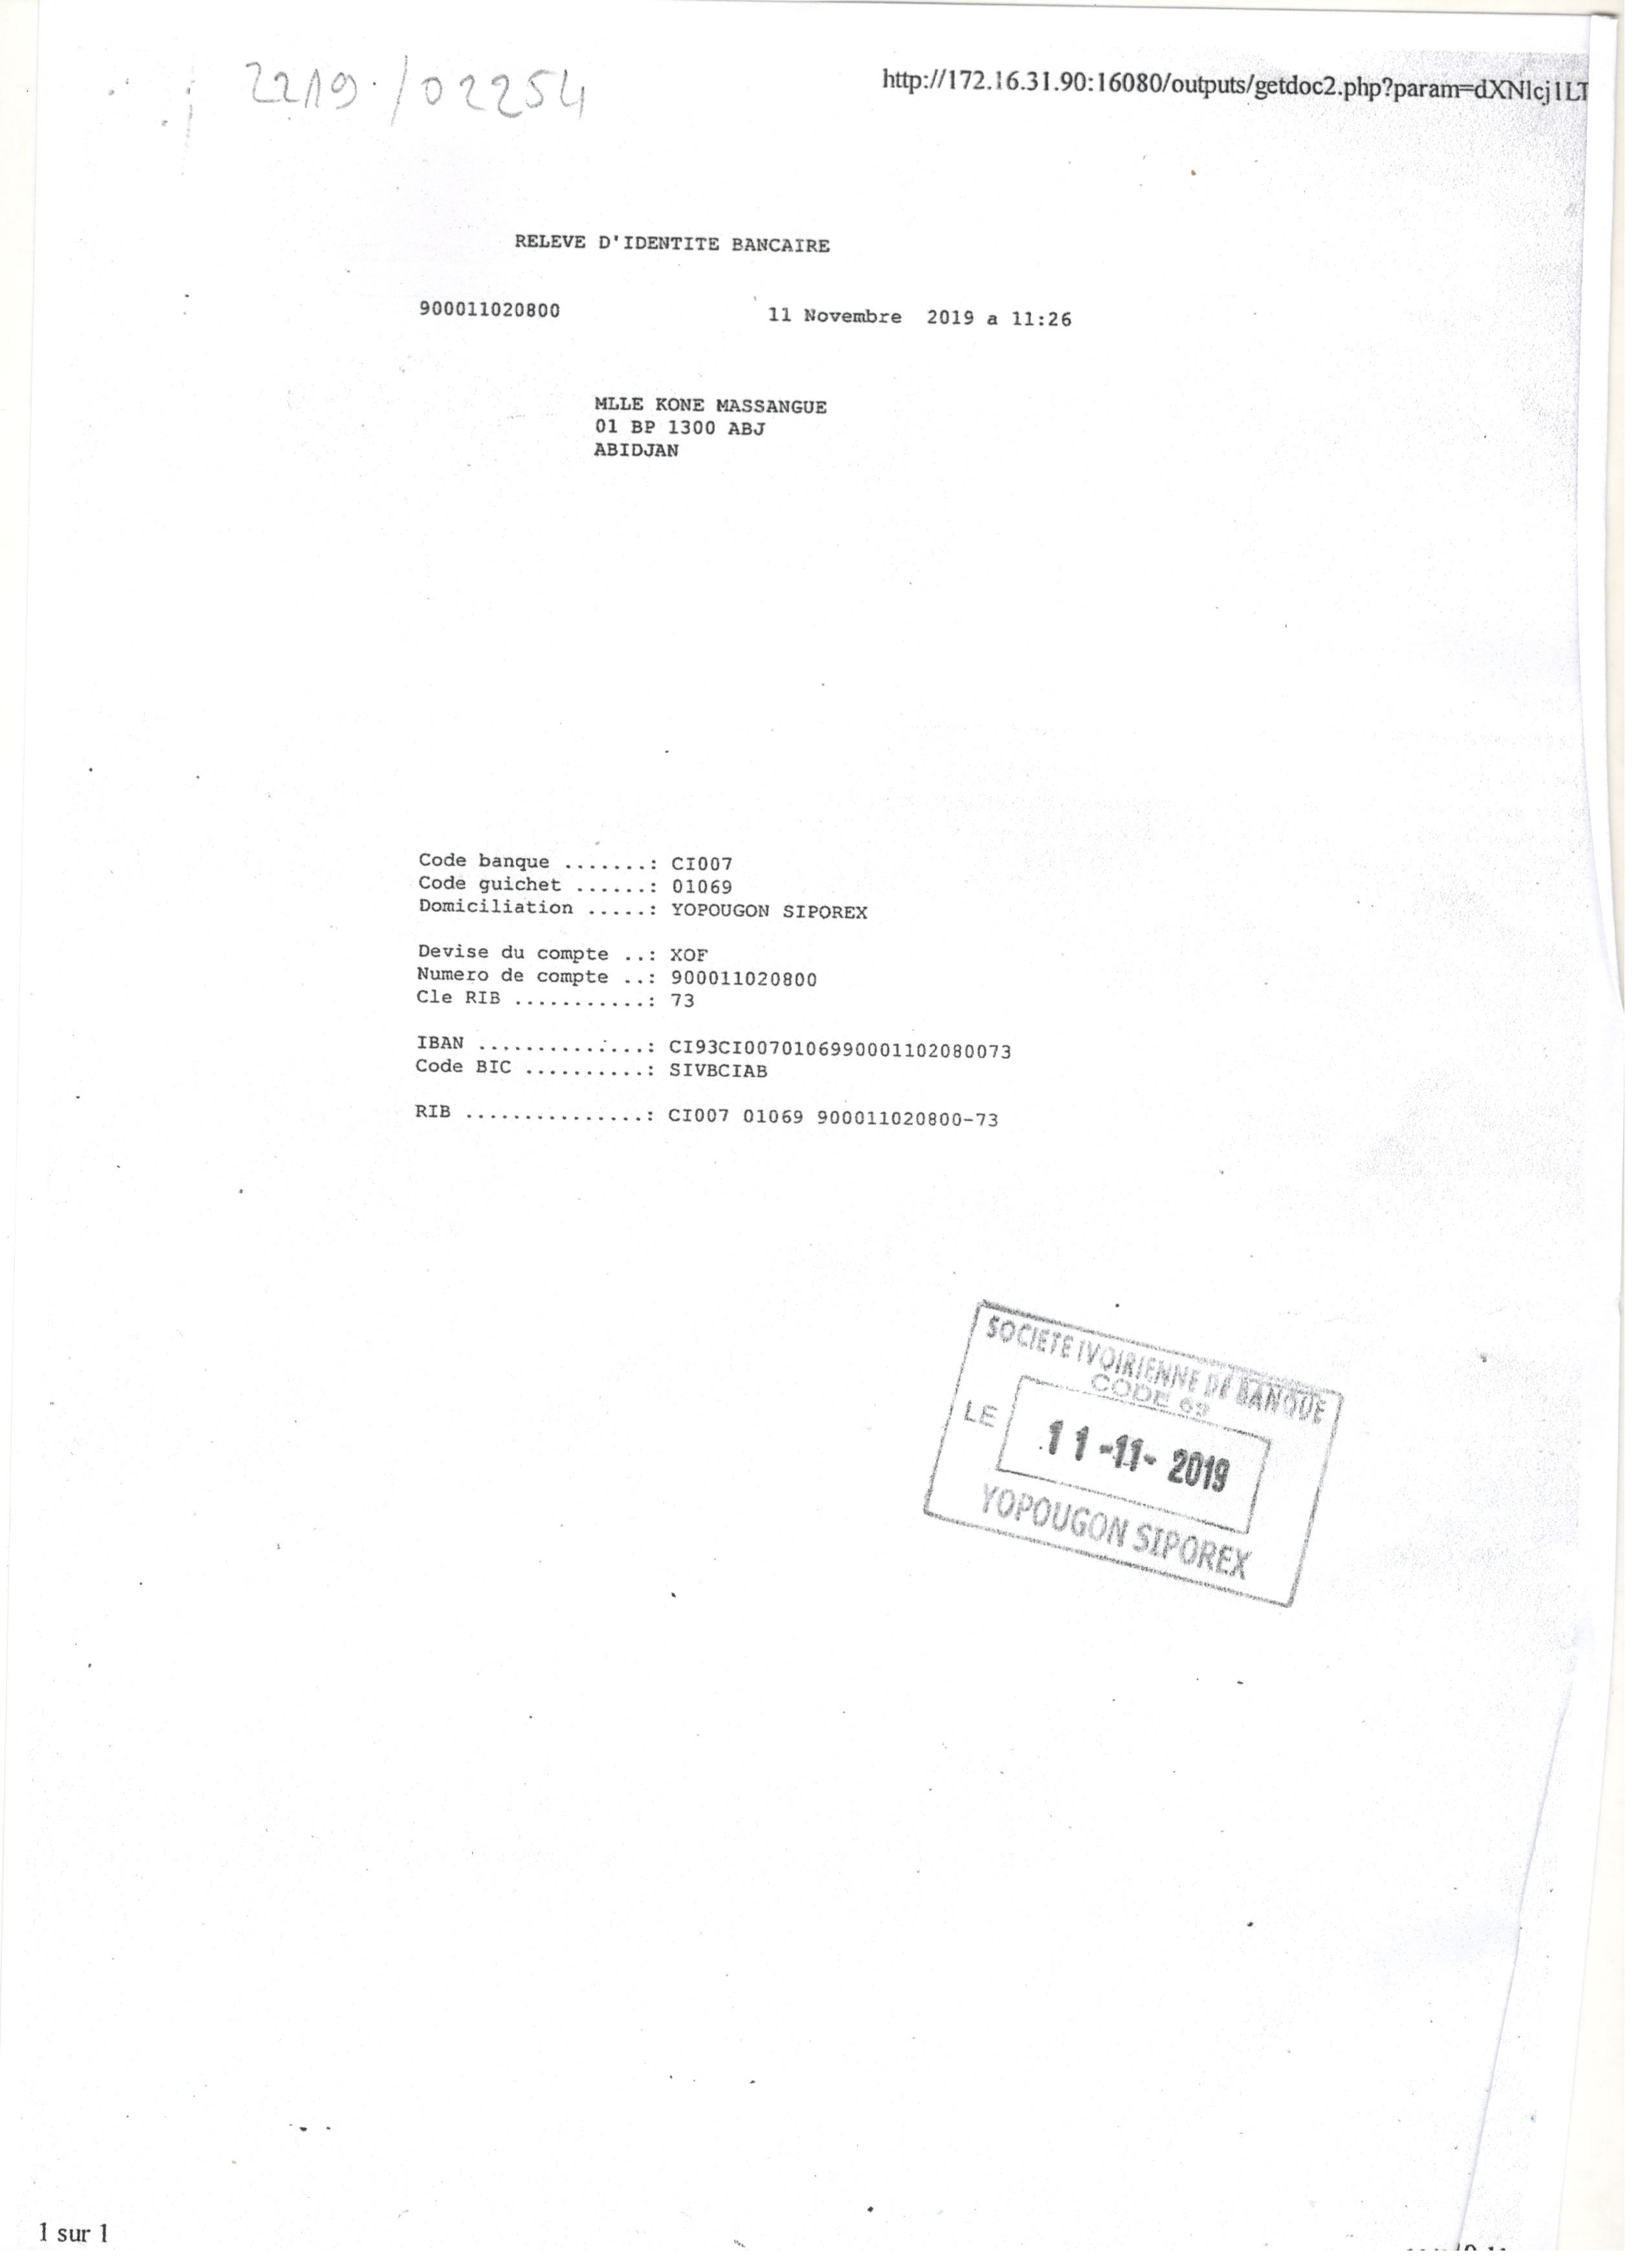 2219./02254
http://172.16.31.90:16080/outputs/getdoc2.php?param=dXNlcj1LT
RELEVE D'IDENTITE BANCAIRE
900011020800 11 Novembre 2019 a 11:26
MLLE KONE MASSANGUE
01 BP 1300 ABJ
ABIDJAN
Code banque .......: CI007
Code guichet ......: 01069
Domiciliation .....: YOPOUGON SIPOREX
Devise du compte ..: XOF
Numero de compte ..: 900011020800
Cle RIB ...........: 73
IBAN ..............: CI93CI0070106990001102080073
Code BIC ..........: SIVBCIAB
RIB ...............: CI007 01069 900011020800-73
SOCIETE IVOIRIENNE DE BANQUE
CODE 69
LE 11-11-2019
YOPOUGON SIPOREX
1 sur 1